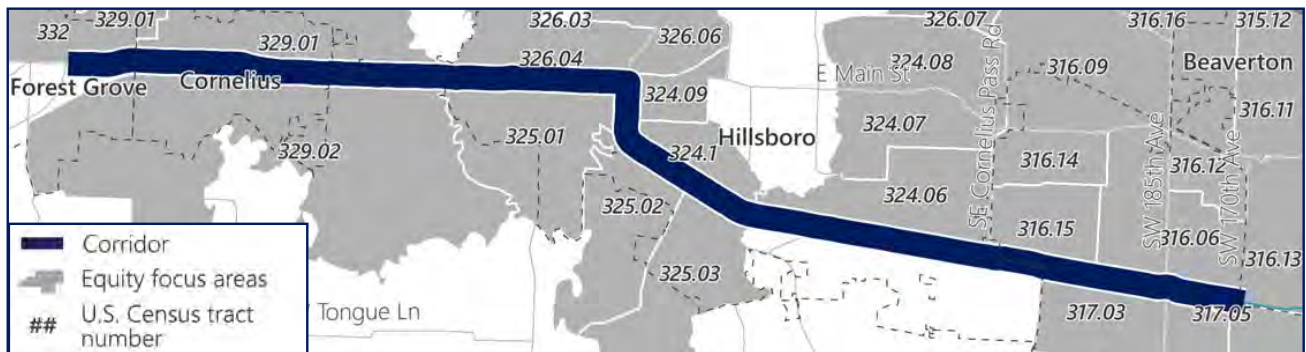 332
329.01
329.01
326.03
326.06
326.04
326.07
316.16
315.12
324.08
E Main St
SE Cornelius Pass Rd
316.09
Beaverton
Forest Grove
Cornelius
324.09
316.11
329.02
325.01
324.1
Hillsboro
324.07
316.14
SW 185th Ave
316.12
SW 170th Ave
325.02
324.06
316.15
316.06
316.13
325.03
317.03
317.05
Tongue Ln
Corridor
Equity focus areas
## U.S. Census tract
number